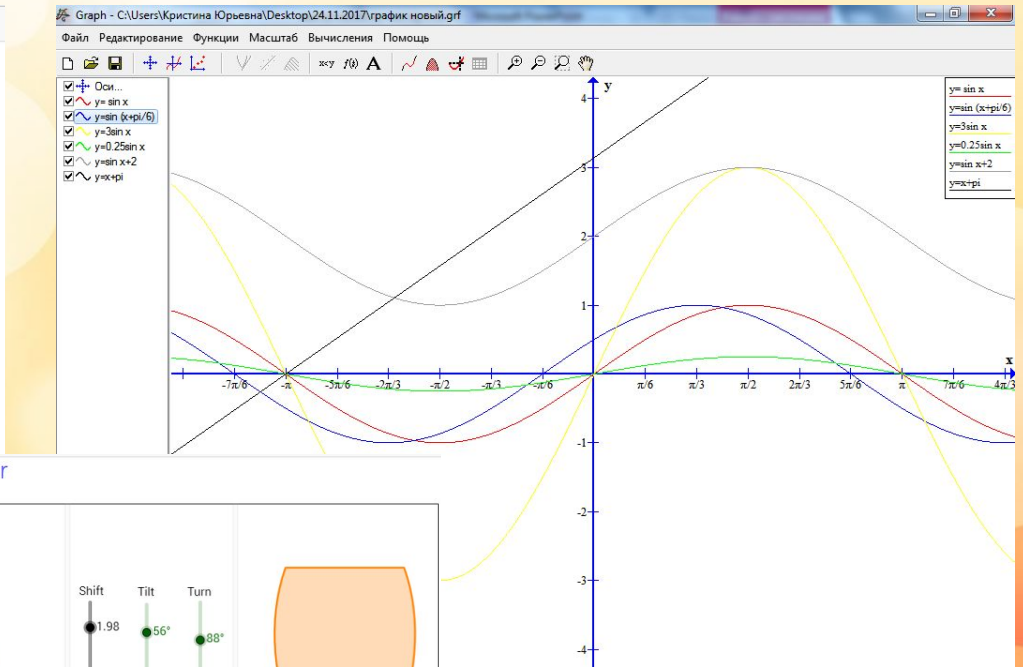 Graph - C:\Users\Кристина Юрьевна\Desktop\24.11.2017\график новый.grf
Файл Редактирование Функции Масштаб Вычисления Помощь
x<y f(x) A
Оси...
y= sin x
y=sin (x+pi/6)
y=3sin x
y=0.25sin x
y=sin x+2
y=x+pi
y
y= sin x
y=sin (x+pi/6)
y=3sin x
y=0.25sin x
y=sin x+2
y=x+pi
4
3
2
1
x
-7π/6 -π -5π/6 -2π/3 -π/2 -π/3 -π/6 π/6 π/3 π/2 2π/3 5π/6 π 7π/6 4π/3
-1
-2
-3
-4
r
Shift Tilt Turn
1.98 56° 88°